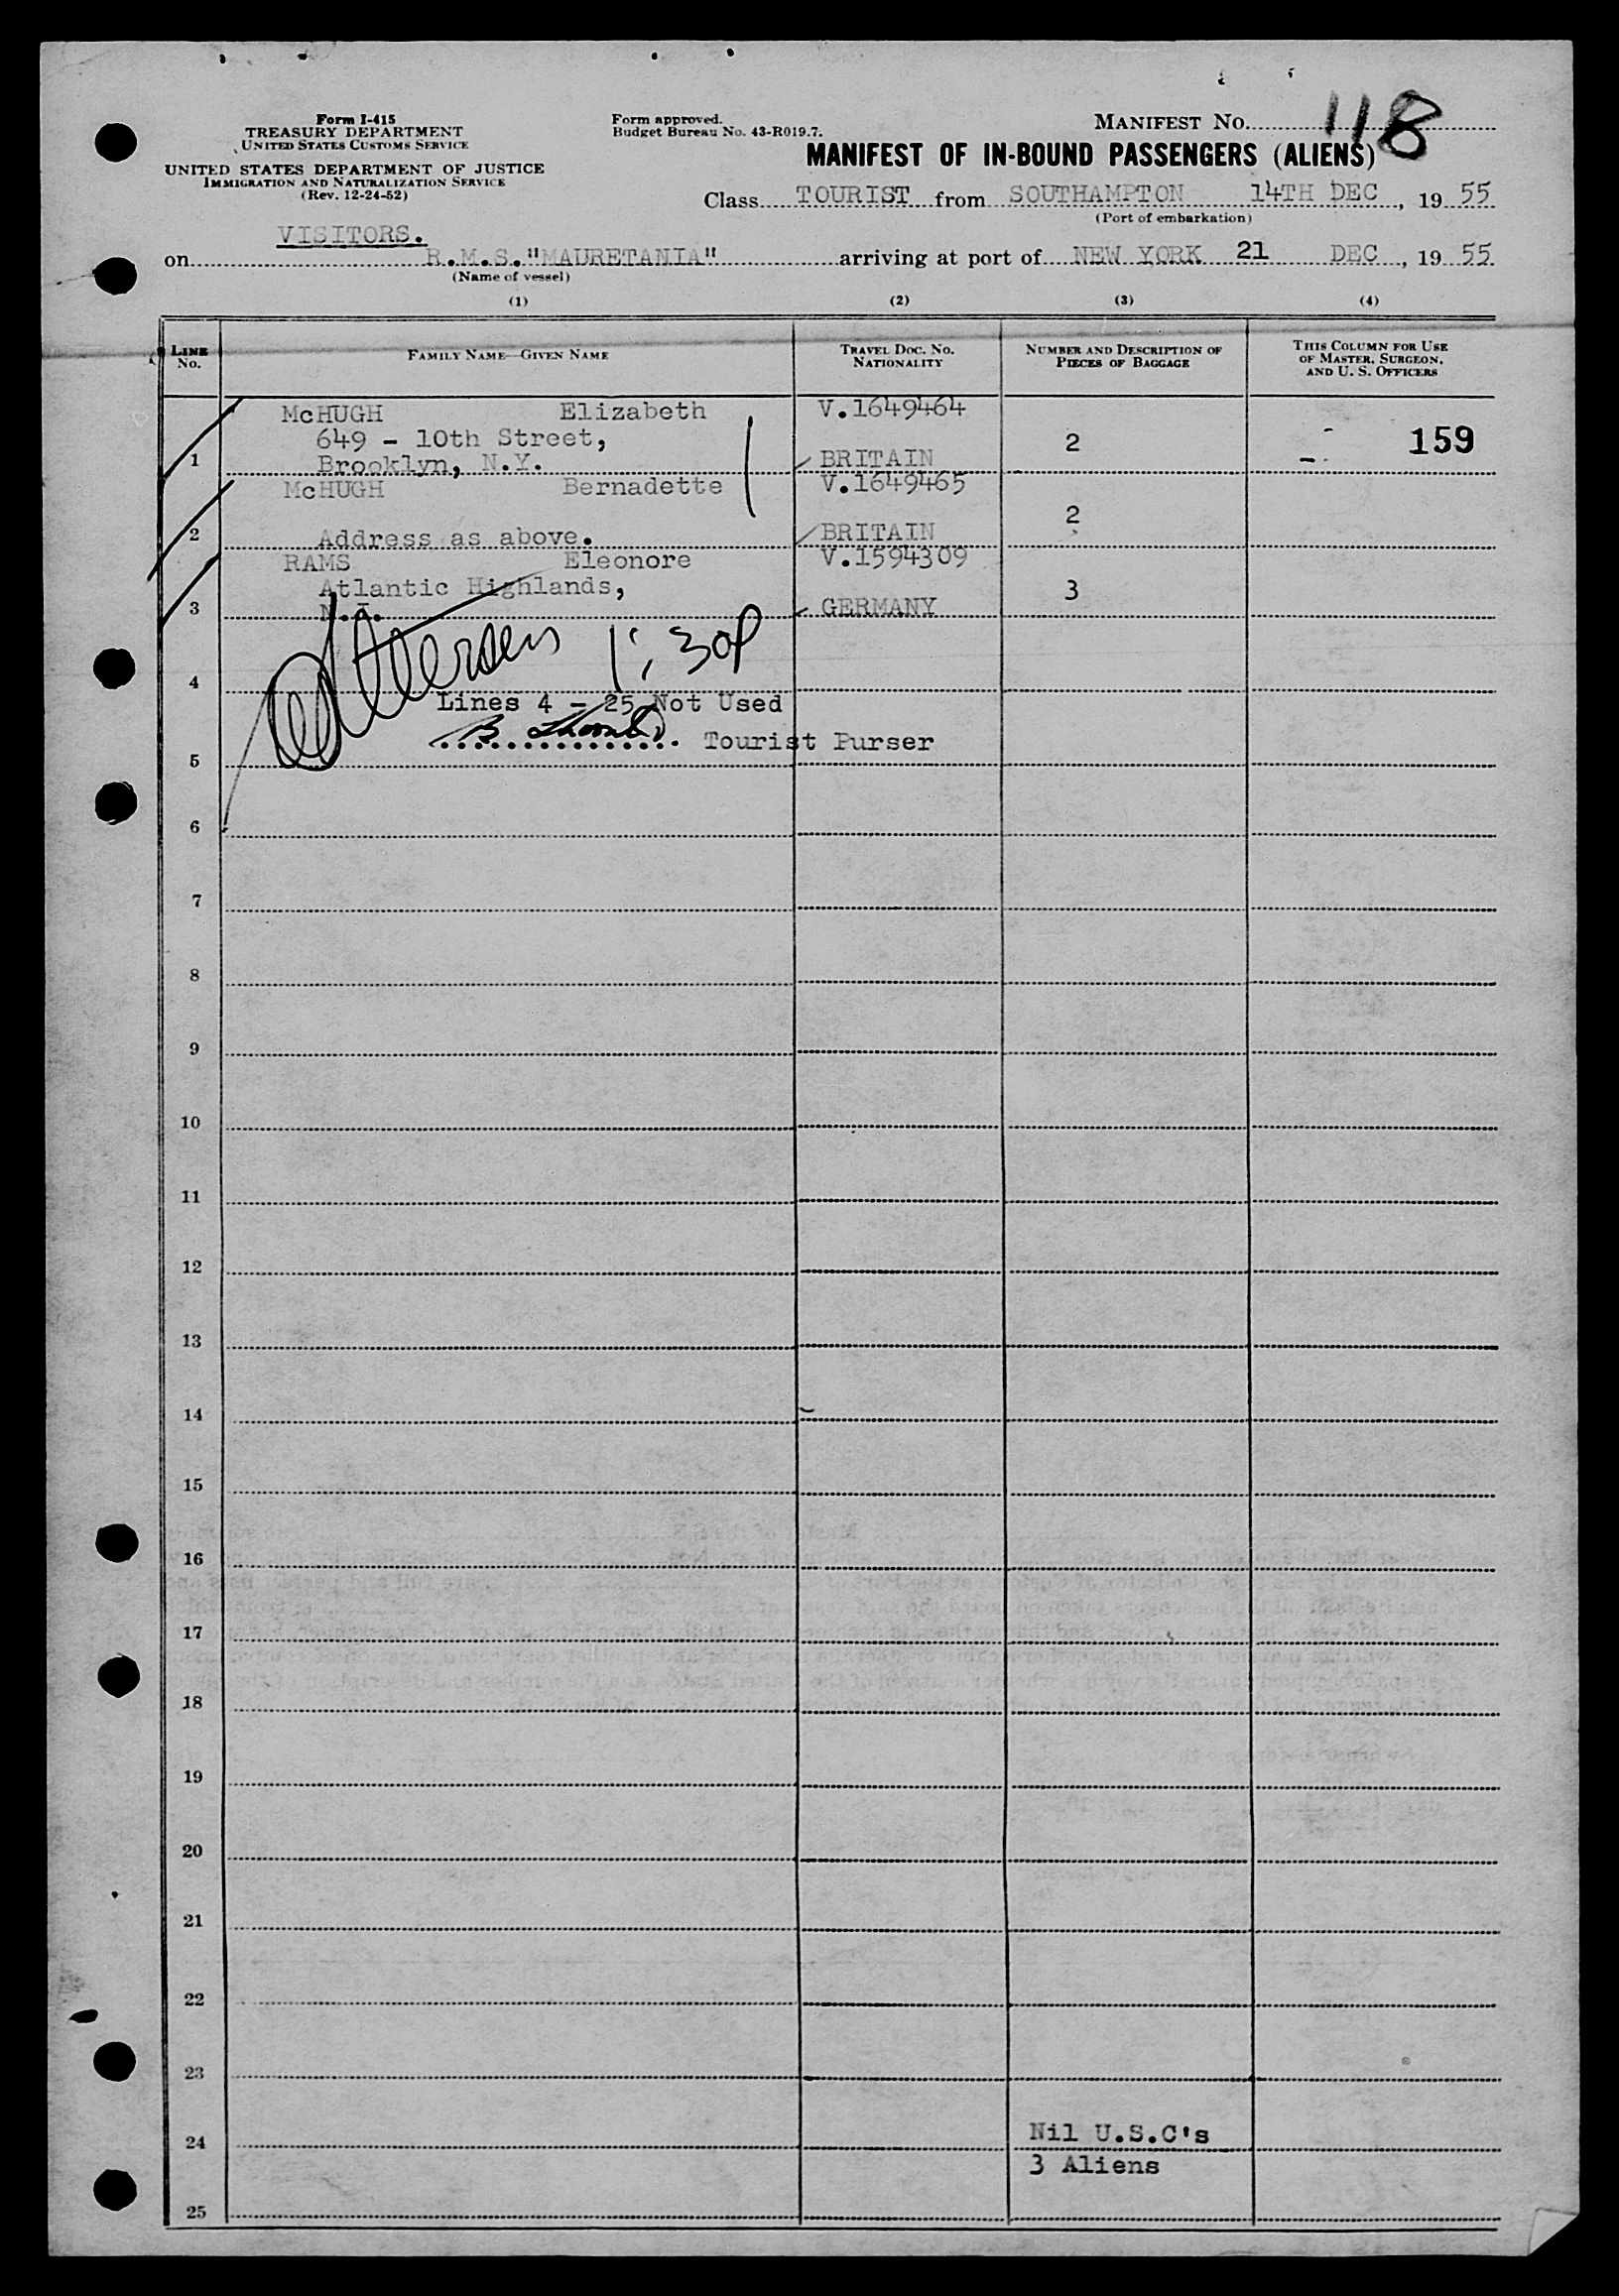 Form I-415
TREASURY DEPARTMENT
UNITED STATES CUSTOMS SERVICE
UNITED STATES DEPARTMENT OF JUSTICE
IMMIGRATION AND NATURALIZATION SERVICE
(Rev. 12-24-52)
Form approved.
Budget Bureau No. 43-R019.7.
MANIFEST No. 118
MANIFEST OF IN-BOUND PASSENGERS (ALIENS)
Class TOURIST from SOUTHAMPTON 14TH DEC, 1955
(Port of embarkation)
VISITORS.
on R.M.S."MAURETANIA" arriving at port of NEW YORK 21 DEC, 1955
(Name of vessel)
(1) (2) (3) (4)
LINE No. FAMILY NAME—GIVEN NAME TRAVEL DOC. NO. NATIONALITY NUMBER AND DESCRIPTION OF PIECES OF BAGGAGE THIS COLUMN FOR USE OF MASTER, SURGEON, AND U. S. OFFICERS
McHUGH Elizabeth V.1649464
649 - 10th Street, 2 159
1 Brooklyn, N.Y. BRITAIN
McHUGH Bernadette V.1649465
2
2 Address as above. BRITAIN
RAMS Eleonore V.1594309
Atlantic Highlands, 3
3 N.J. GERMANY
1:30p
4
Lines 4 - 25 Not Used
B. Tourist Purser
5
6
7
8
9
10
11
12
13
14
15
16
17
18
19
20
21
22
23
Nil U.S.C's
24
3 Aliens
25